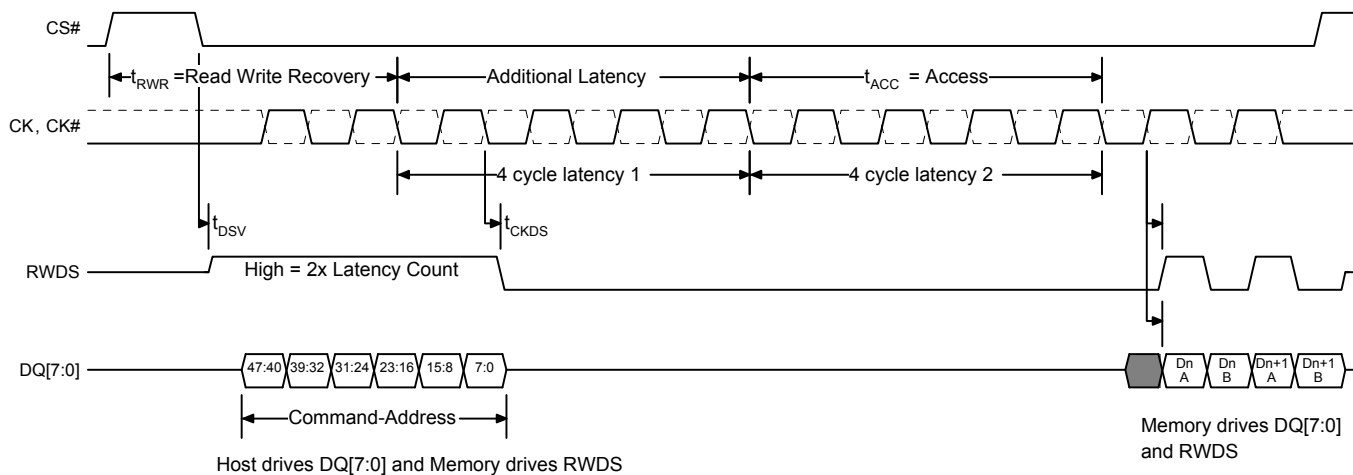 CS#
tRWR =Read Write Recovery
Additional Latency
tACC = Access
CK, CK#
4 cycle latency 1
4 cycle latency 2
tDSV
tCKDS
RWDS
High = 2x Latency Count
DQ[7:0]
47:40 39:32 31:24 23:16 15:8 7:0
Dn A
Dn B
Dn+1 A
Dn+1 B
Command-Address
Memory drives DQ[7:0]
and RWDS
Host drives DQ[7:0] and Memory drives RWDS